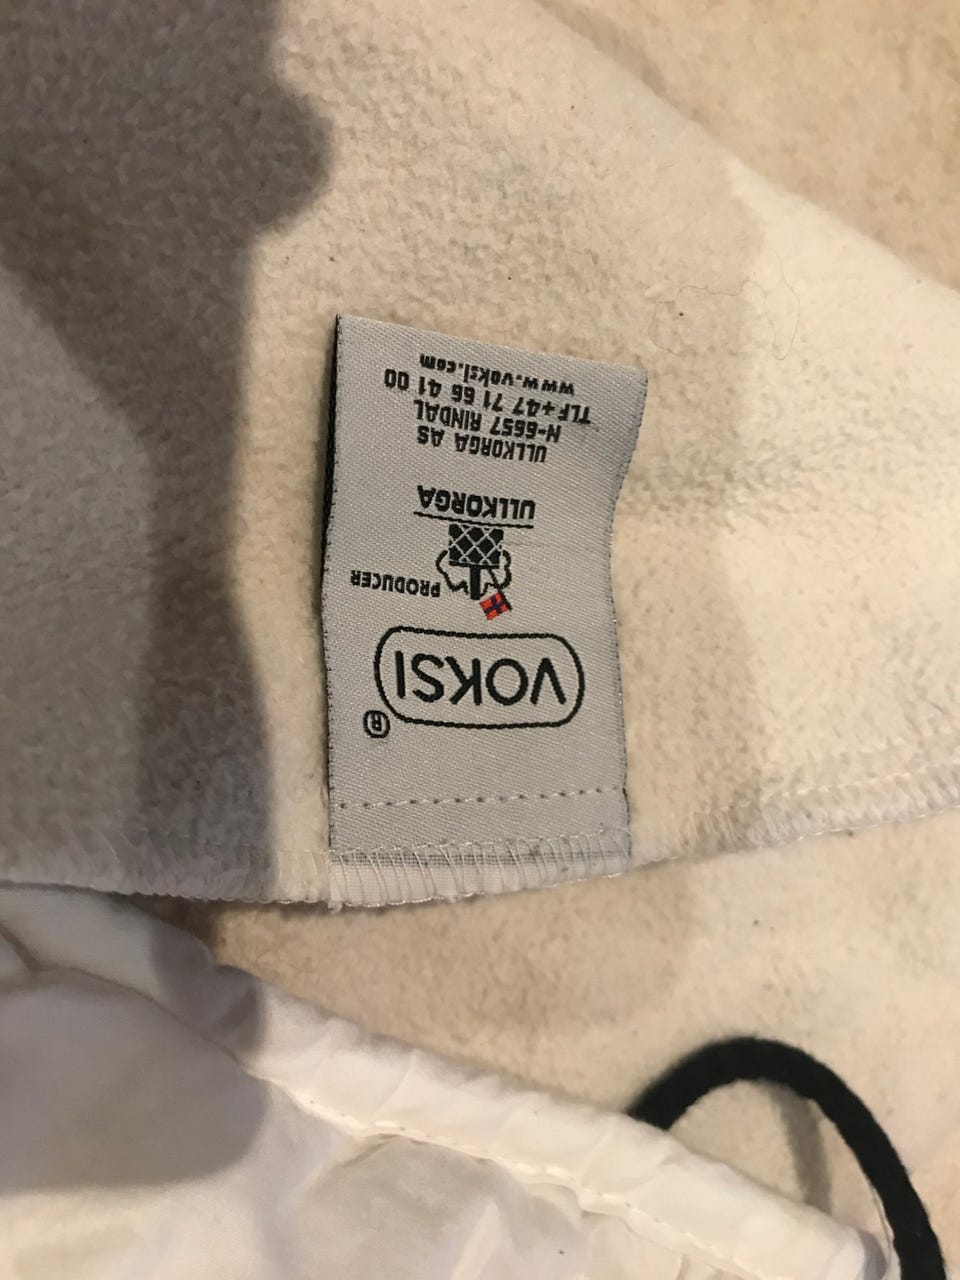 VOKSI®
PRODUCER
ULLKORGA
ULLKORGA AS
N-6657 RINDAL
TLF +47 71 66 41 00
www.voksi.com